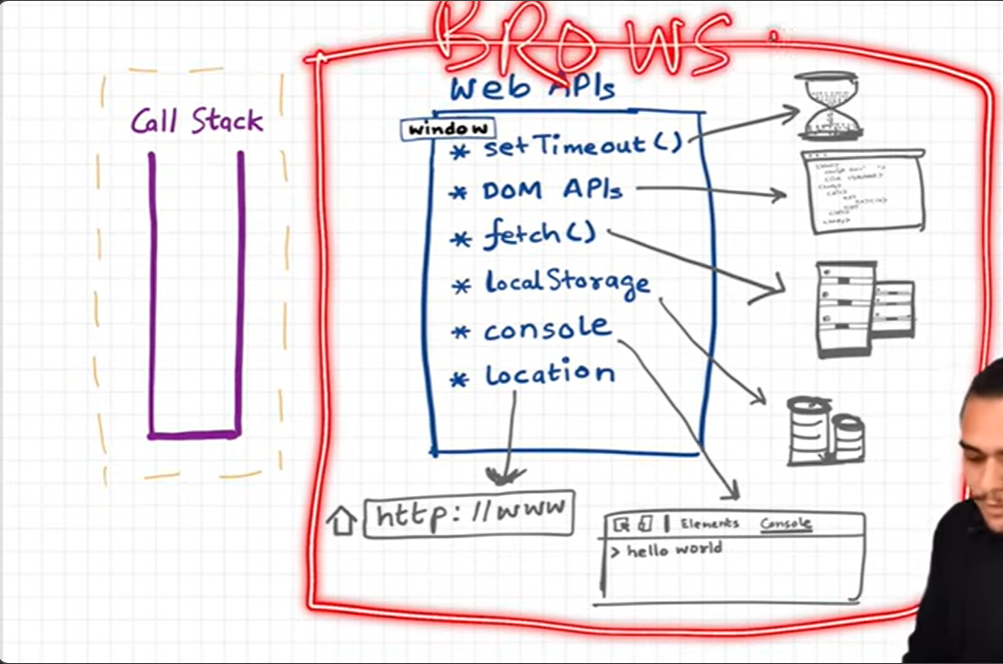 BROWS
Call Stack
Web APIs
window
* setTimeout()
* DOM APIs
* fetch()
* localStorage
* console
* location
http://www
Elements Console
> hello world